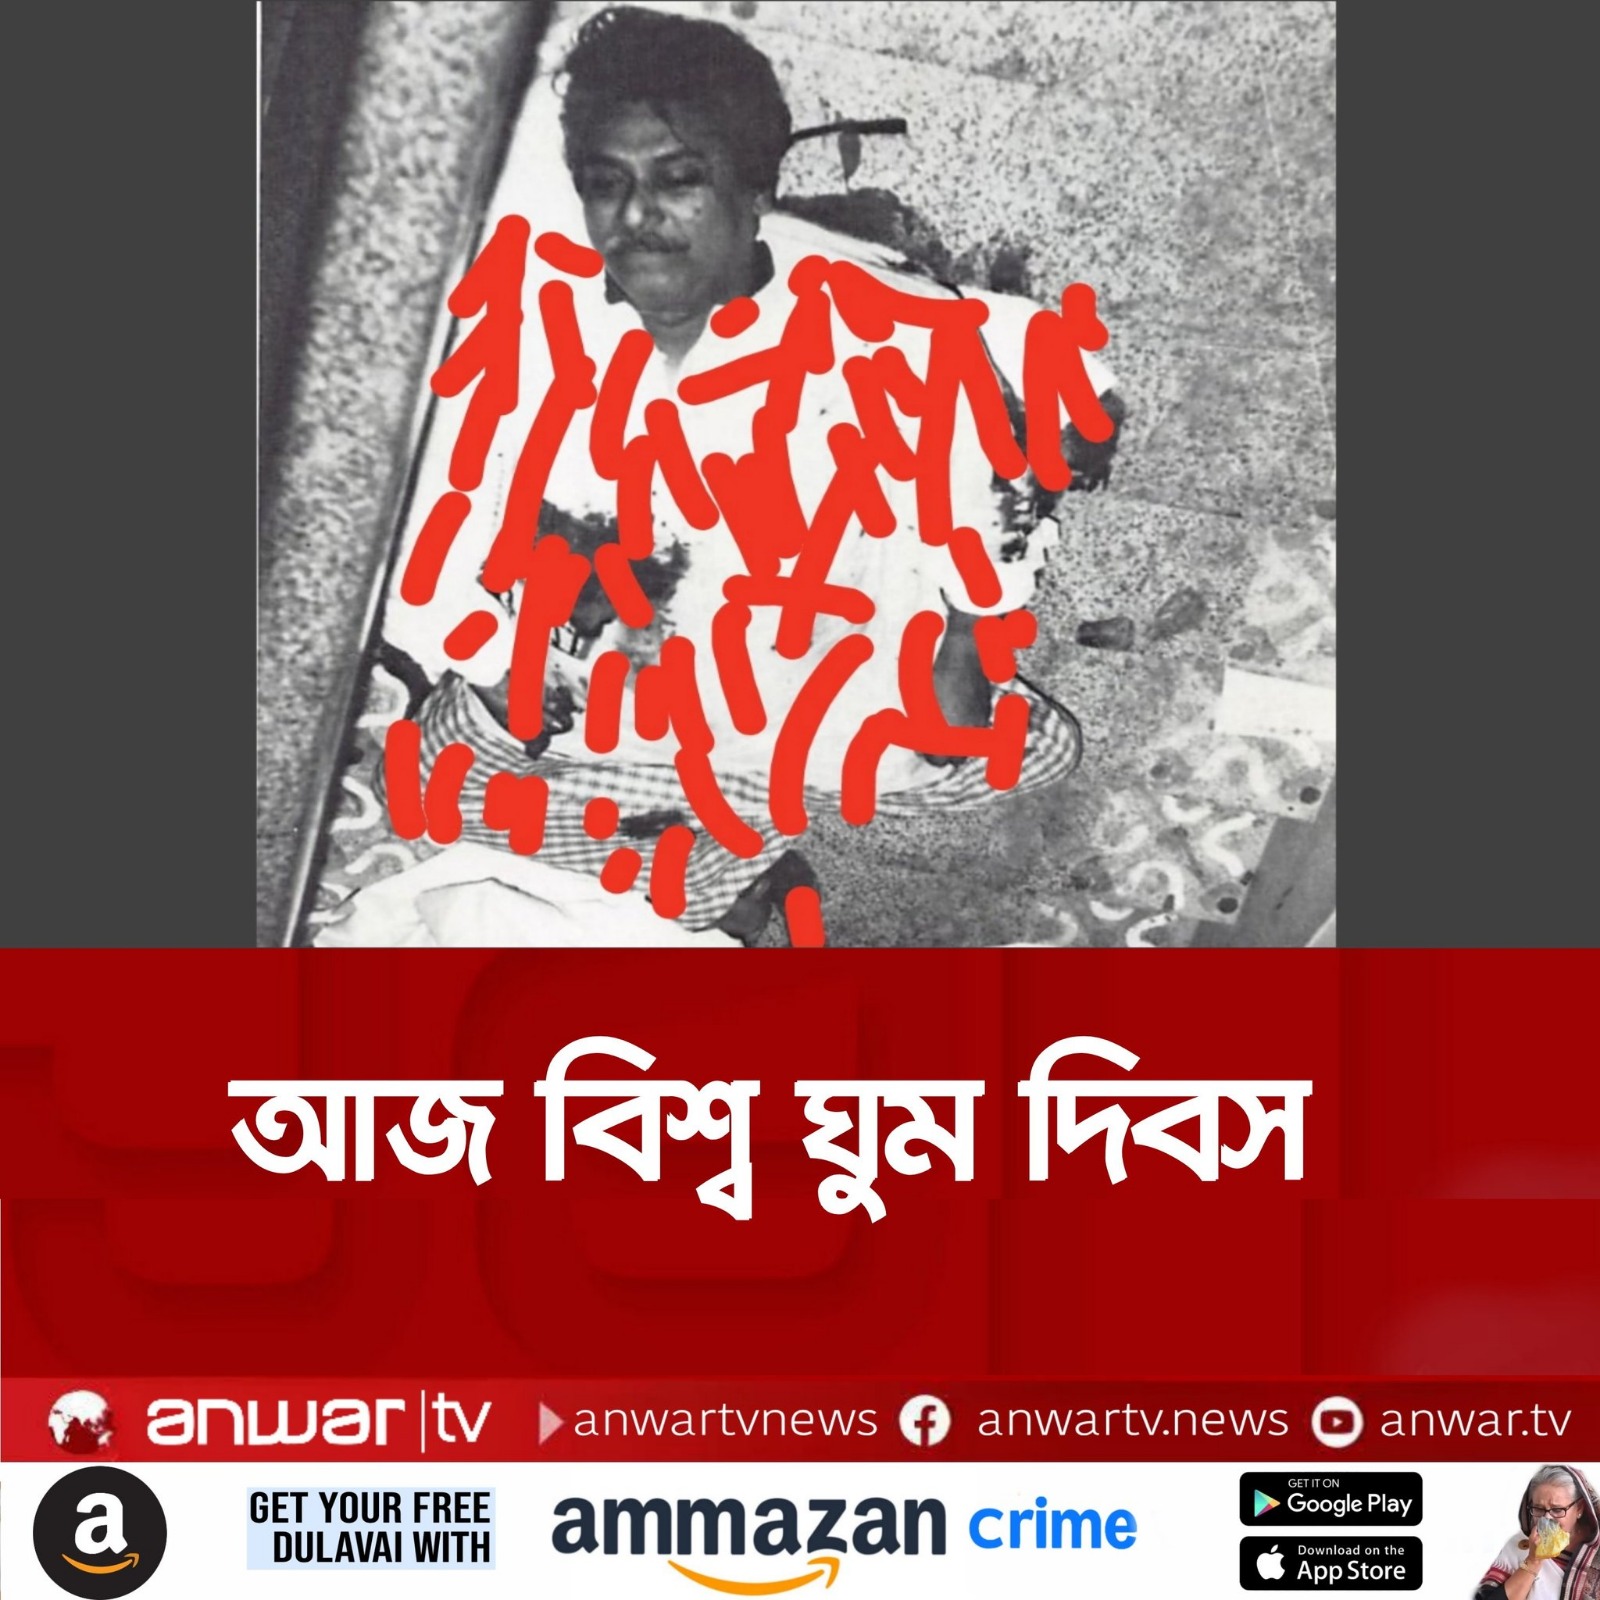 আজ বিশ্ব ঘুম দিবস
anwar|tv anwartvnews anwartv.news anwar.tv
a GET YOUR FREE
DULAVAI WITH
ammazan crime
GET IT ON
Google Play
Download on the
App Store